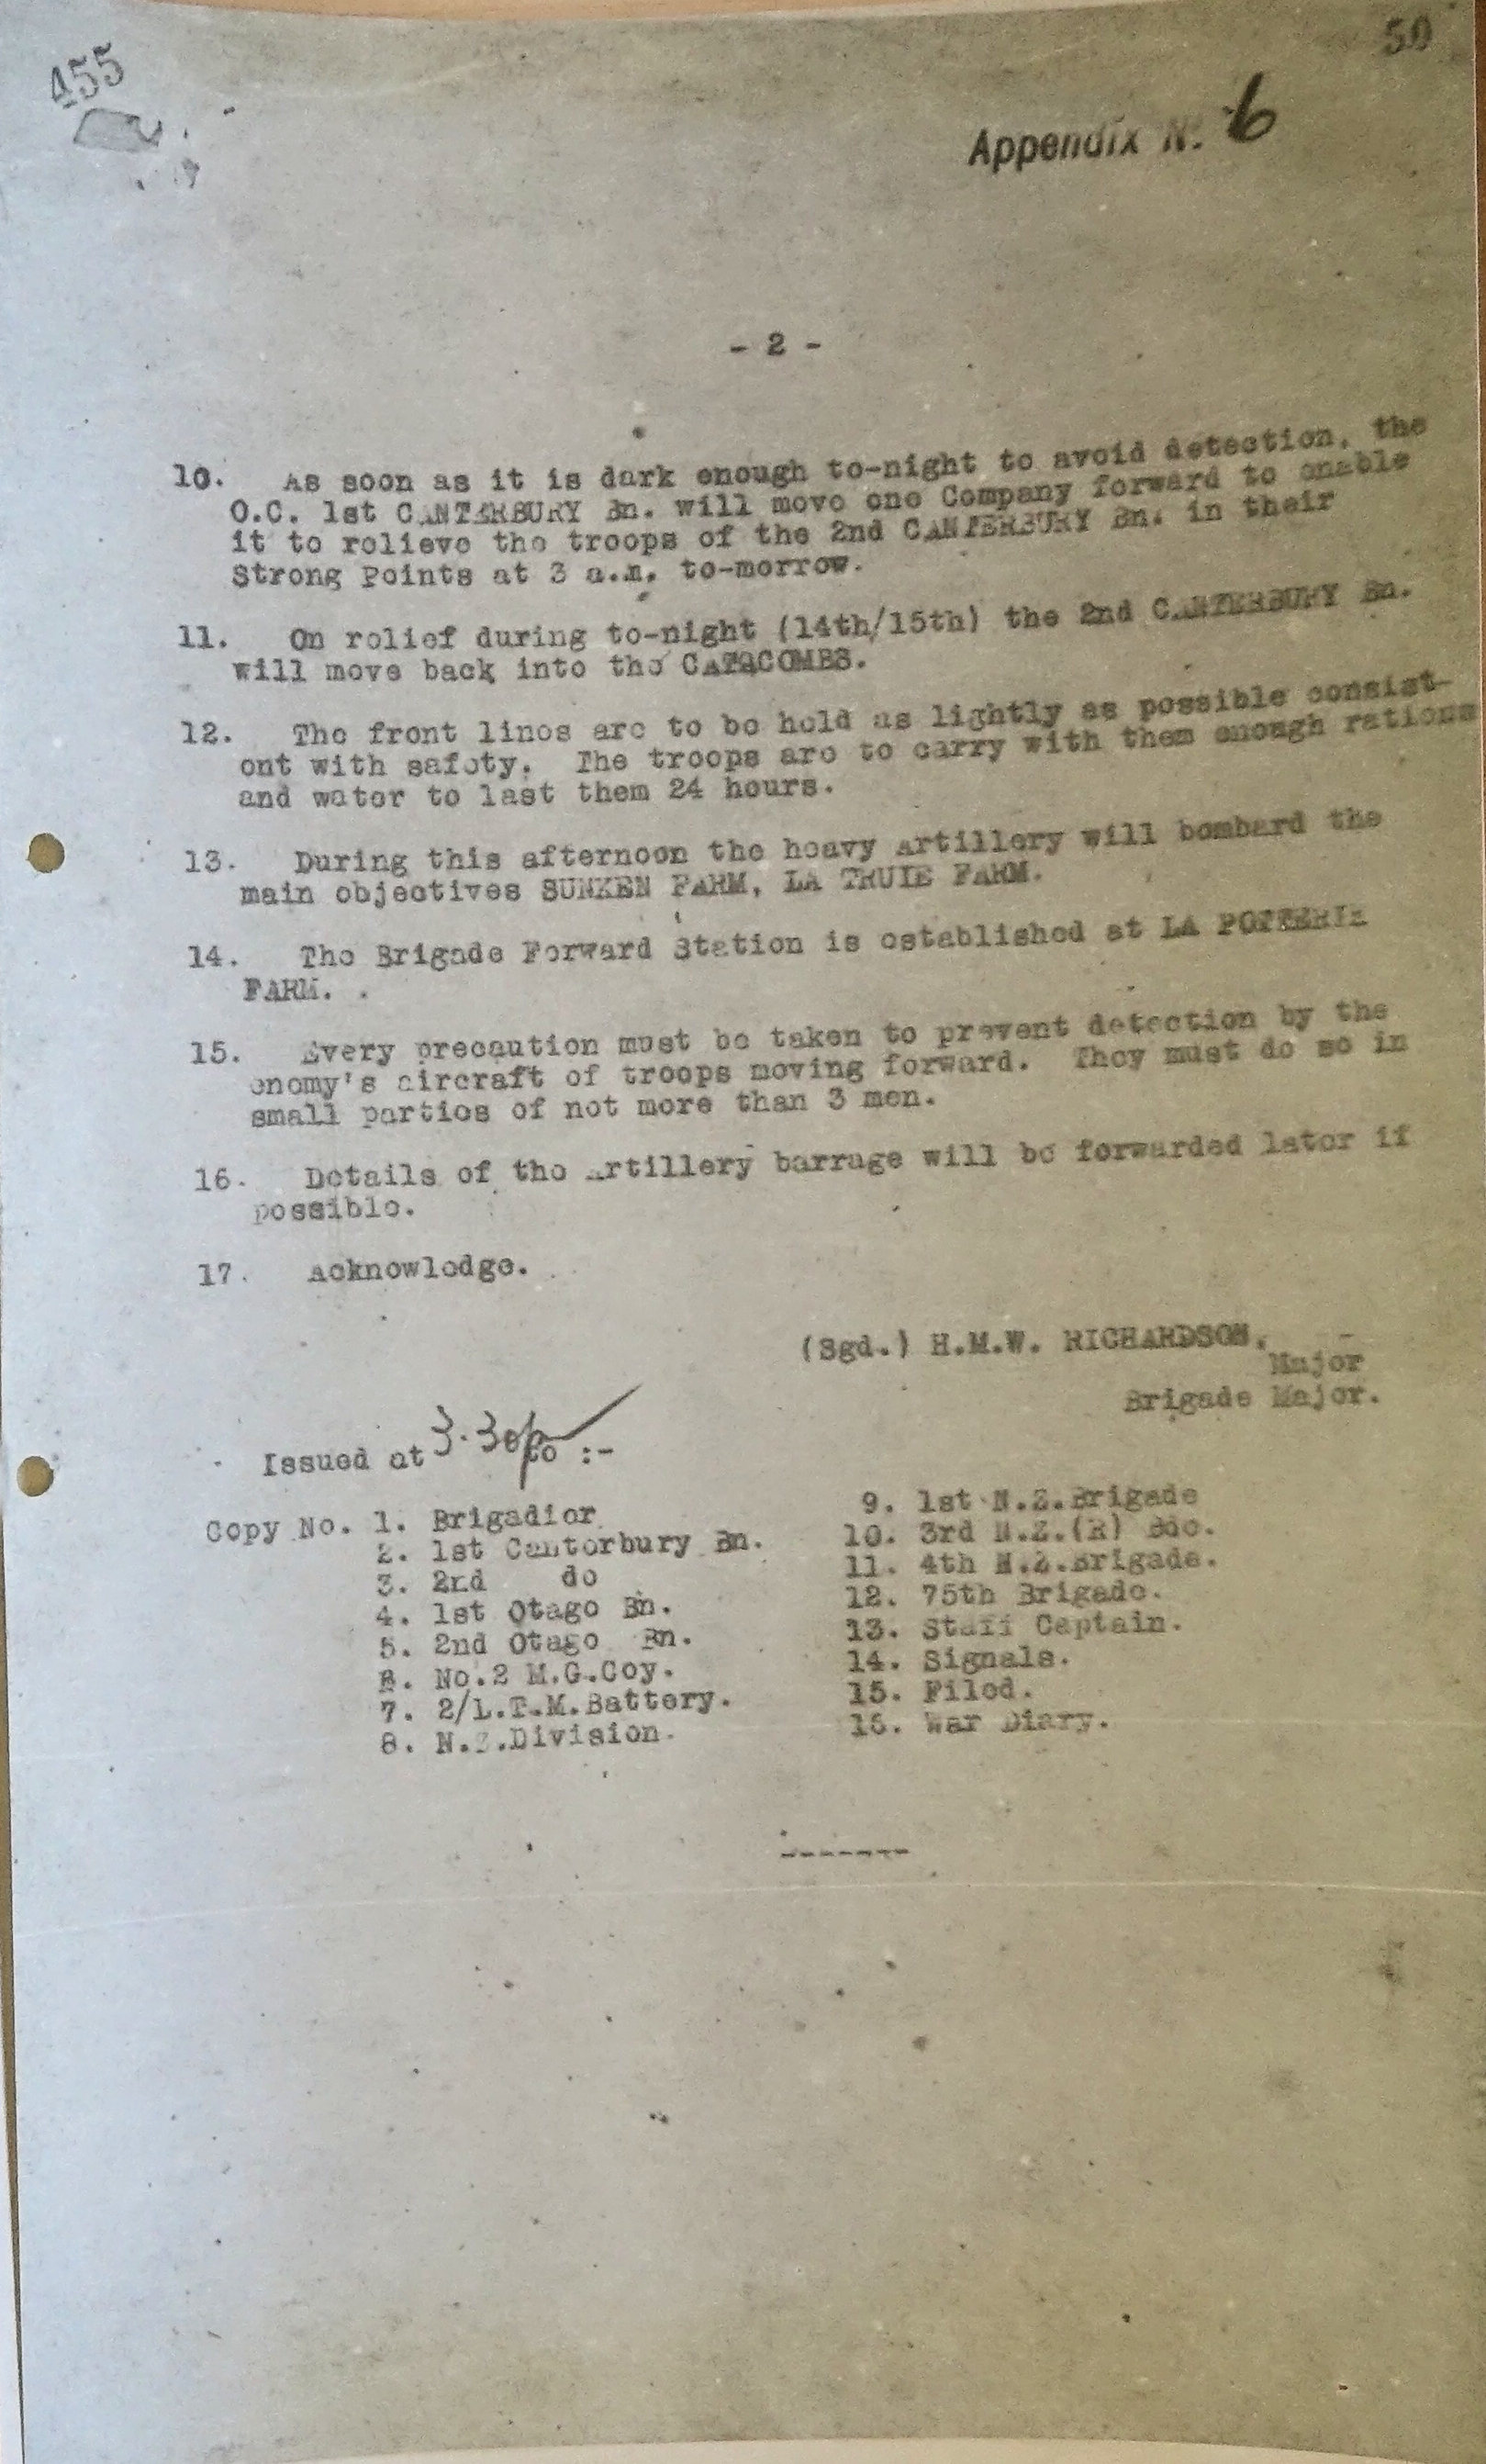 455
50
Appendix N. 6
- 2 -
10. As soon as it is dark enough to-night to avoid detection, the
O.C. 1st CANTERBURY Bn. will move one Company forward to enable
it to relieve the troops of the 2nd CANTERBURY Bn. in their
Strong Points at 3 a.m. to-morrow.
11. On relief during to-night (14th/15th) the 2nd CANTERBURY Bn.
will move back into the CATACOMBS.
12. The front lines are to be held as lightly as possible consist-
ent with safety. The troops are to carry with them enough rations
and water to last them 24 hours.
13. During this afternoon the heavy Artillery will bombard the
main objectives SUNKEN FARM, LA TRUIE FARM.
14. The Brigade Forward Station is established at LA POTTERIE
FARM.
15. Every precaution must be taken to prevent detection by the
enemy's aircraft of troops moving forward. They must do so in
small parties of not more than 3 men.
16. Details of the Artillery barrage will be forwarded later if
possible.
17. Acknowledge.
(Sgd.) H.M.W. RICHARDSON,
Major
Brigade Major.
Issued at 3.30p to :-
Copy No. 1. Brigadier
2. 1st Canterbury Bn.
3. 2nd do
4. 1st Otago Bn.
5. 2nd Otago Bn.
6. No.2 M.G.Coy.
7. 2/L.T.M.Battery.
8. N.Z.Division.
9. 1st N.Z.Brigade
10. 3rd N.Z.(R) Bde.
11. 4th N.Z.Brigade.
12. 75th Brigade.
13. Staff Captain.
14. Signals.
15. Filed.
16. War Diary.
-------